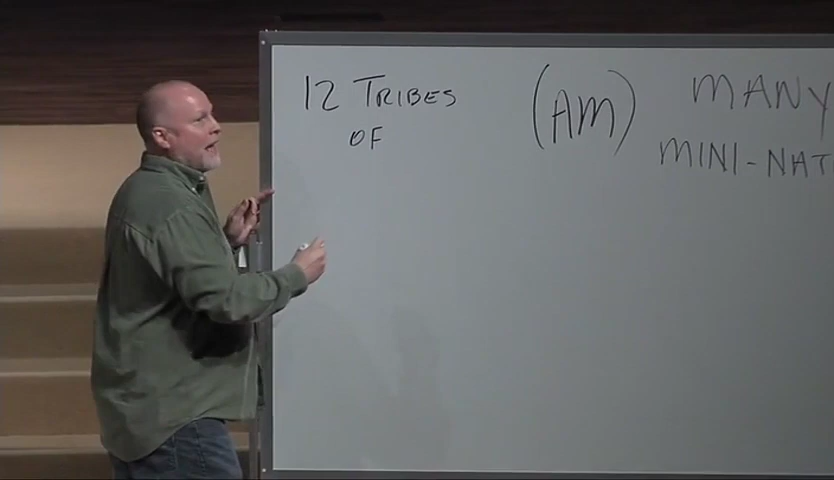 12 TRIBES
OF
(AM)
MANY
MINI-NAT